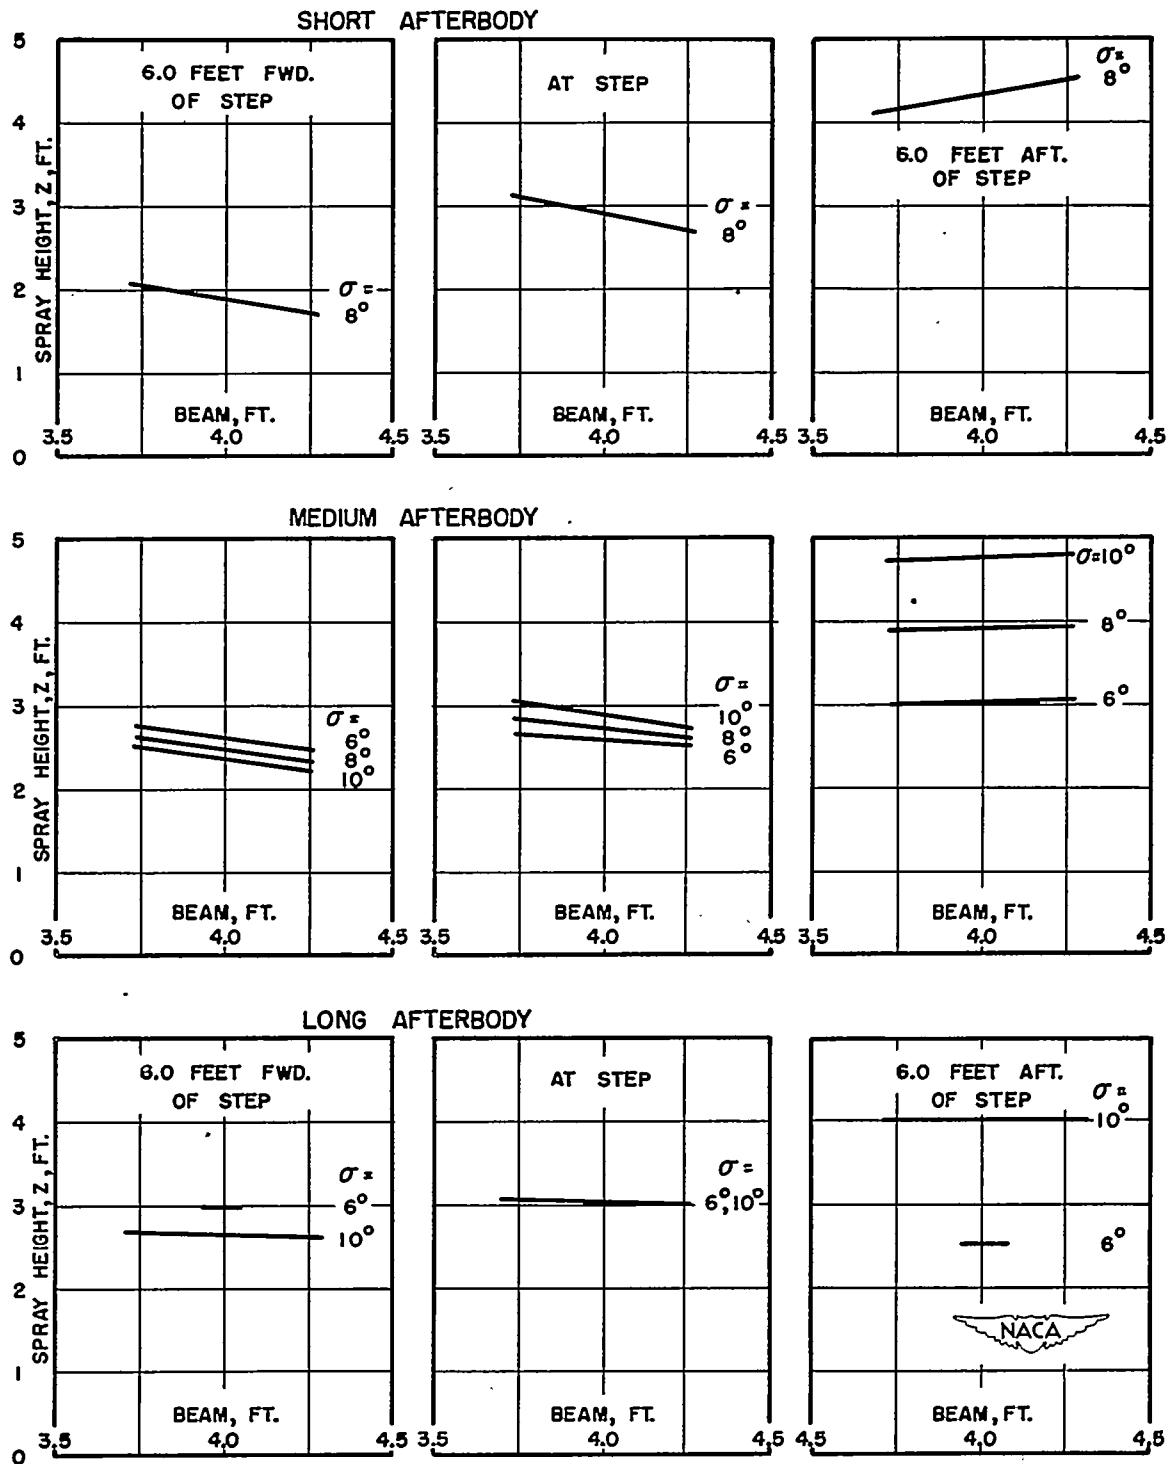 SHORT AFTERBODY
5
4
3
2
1
0
SPRAY HEIGHT, Z, FT.
6.0 FEET FWD.
OF STEP
σ =
8°
BEAM, FT.
3.5 4.0 4.5
AT STEP
σ =
8°
BEAM, FT.
3.5 4.0 4.5
σ =
8°
6.0 FEET AFT.
OF STEP
BEAM, FT.
3.5 4.0 4.5
MEDIUM AFTERBODY
5
4
3
2
1
0
SPRAY HEIGHT, Z, FT.
σ =
6°
8°
10°
BEAM, FT.
3.5 4.0 4.5
σ =
10°
8°
6°
BEAM, FT.
3.5 4.0 4.5
σ=10°
8°
6°
BEAM, FT.
3.5 4.0 4.5
LONG AFTERBODY
5
4
3
2
1
0
SPRAY HEIGHT, Z, FT.
6.0 FEET FWD.
OF STEP
σ =
6°
10°
BEAM, FT.
3.5 4.0 4.5
AT STEP
σ =
6°,10°
BEAM, FT.
3.5 4.0 4.5
6.0 FEET AFT.
OF STEP
σ =
10°
6°
NACA
BEAM, FT.
3.5 4.0 4.5